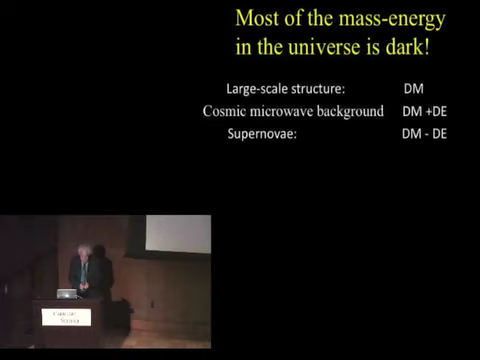 Most of the mass-energy
in the universe is dark!
Large-scale structure: DM
Cosmic microwave background DM +DE
Supernovae: DM - DE